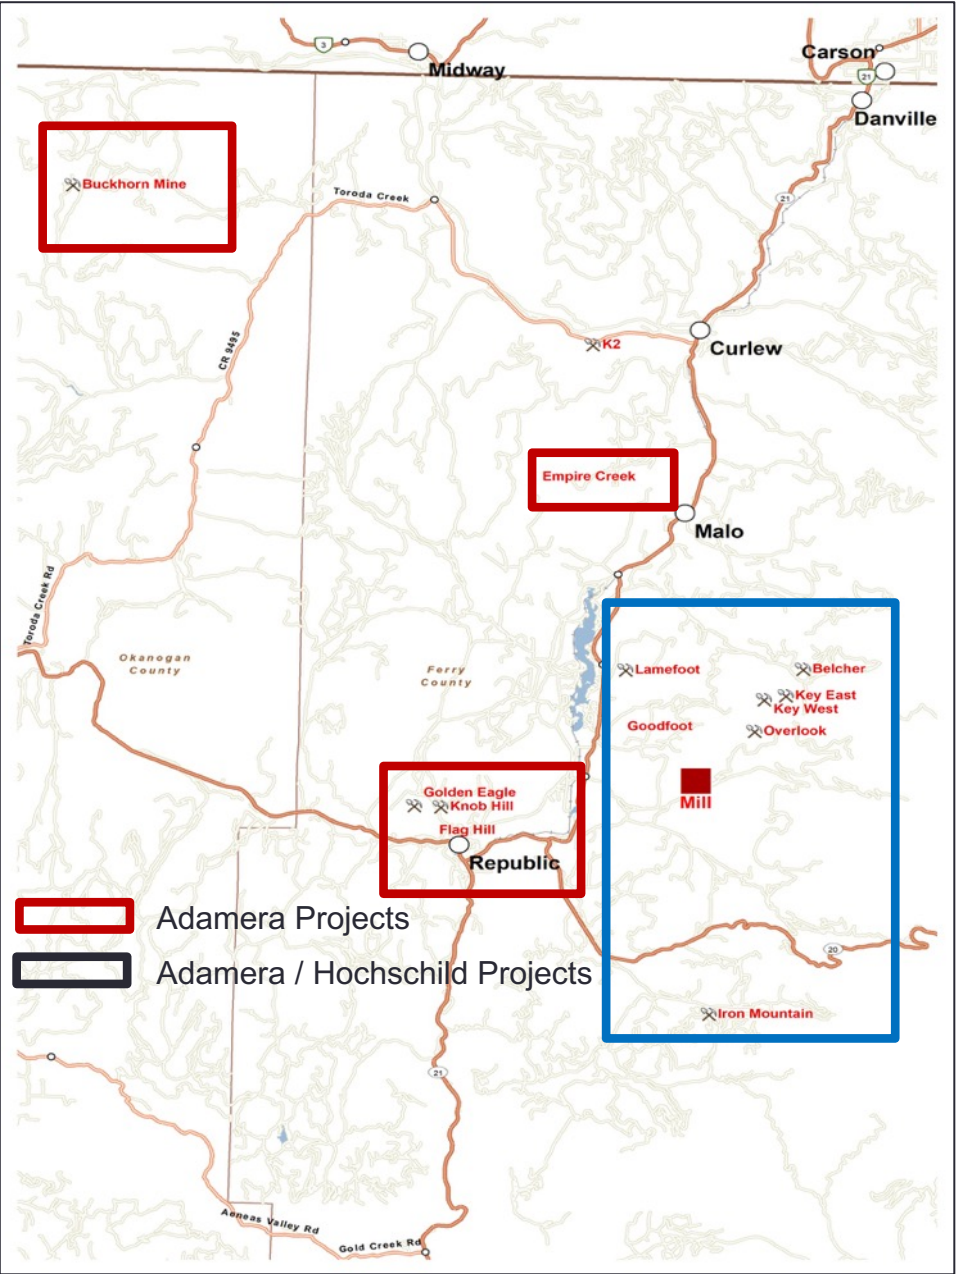 3
Midway
Carson
21
Danville
Buckhorn Mine
Toroda Creek
21
CR 9495
K2
Curlew
Empire Creek
Malo
Toroda Creek Rd
Okanogan
County
Ferry
County
Lamefoot
Belcher
Key East
Key West
Goodfoot
Overlook
Mill
Golden Eagle
Knob Hill
Flag Hill
Republic
Adamera Projects
20
Adamera / Hochschild Projects
Iron Mountain
21
Aeneas Valley Rd
Gold Creek Rd